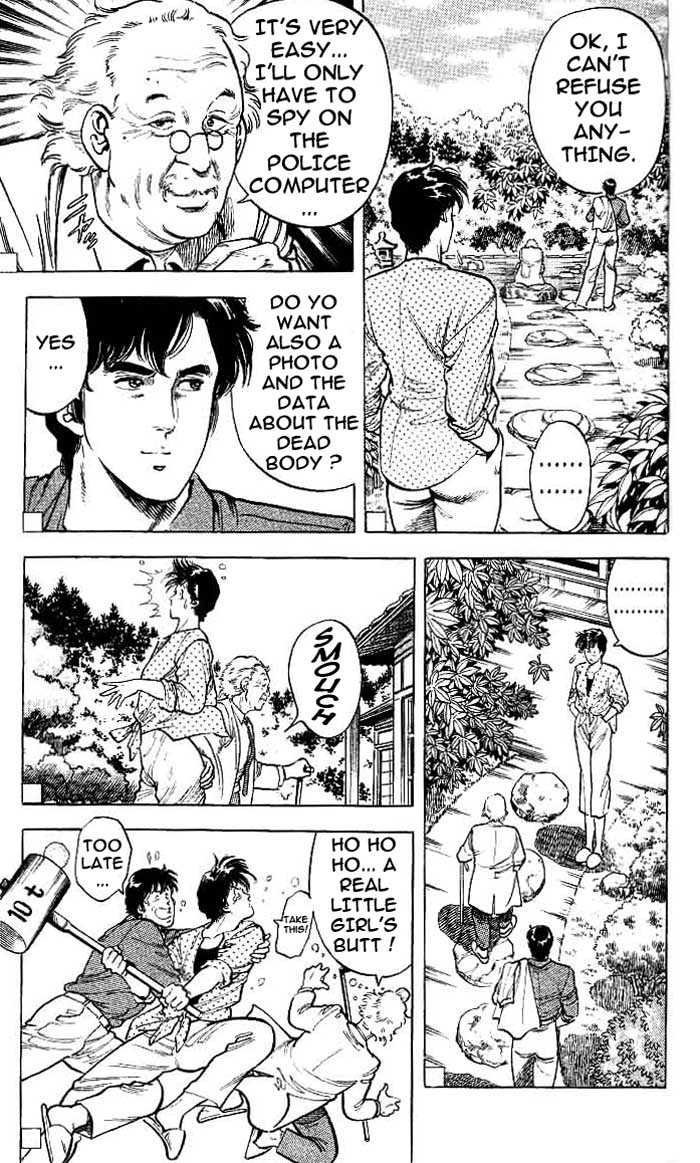 OK, I
CAN'T
REFUSE
YOU
ANY-
THING.
......
......
IT'S VERY
EASY...
I'LL ONLY
HAVE TO
SPY ON
THE
POLICE
COMPUTER
...
DO YO
WANT
ALSO A
PHOTO
AND THE
DATA
ABOUT THE
DEAD
BODY ?
YES
...
.........
.........
SMOUCH
HO HO
HO... A
REAL
LITTLE
GIRL'S
BUTT !
TAKE
THIS!
TOO
LATE
...
10t